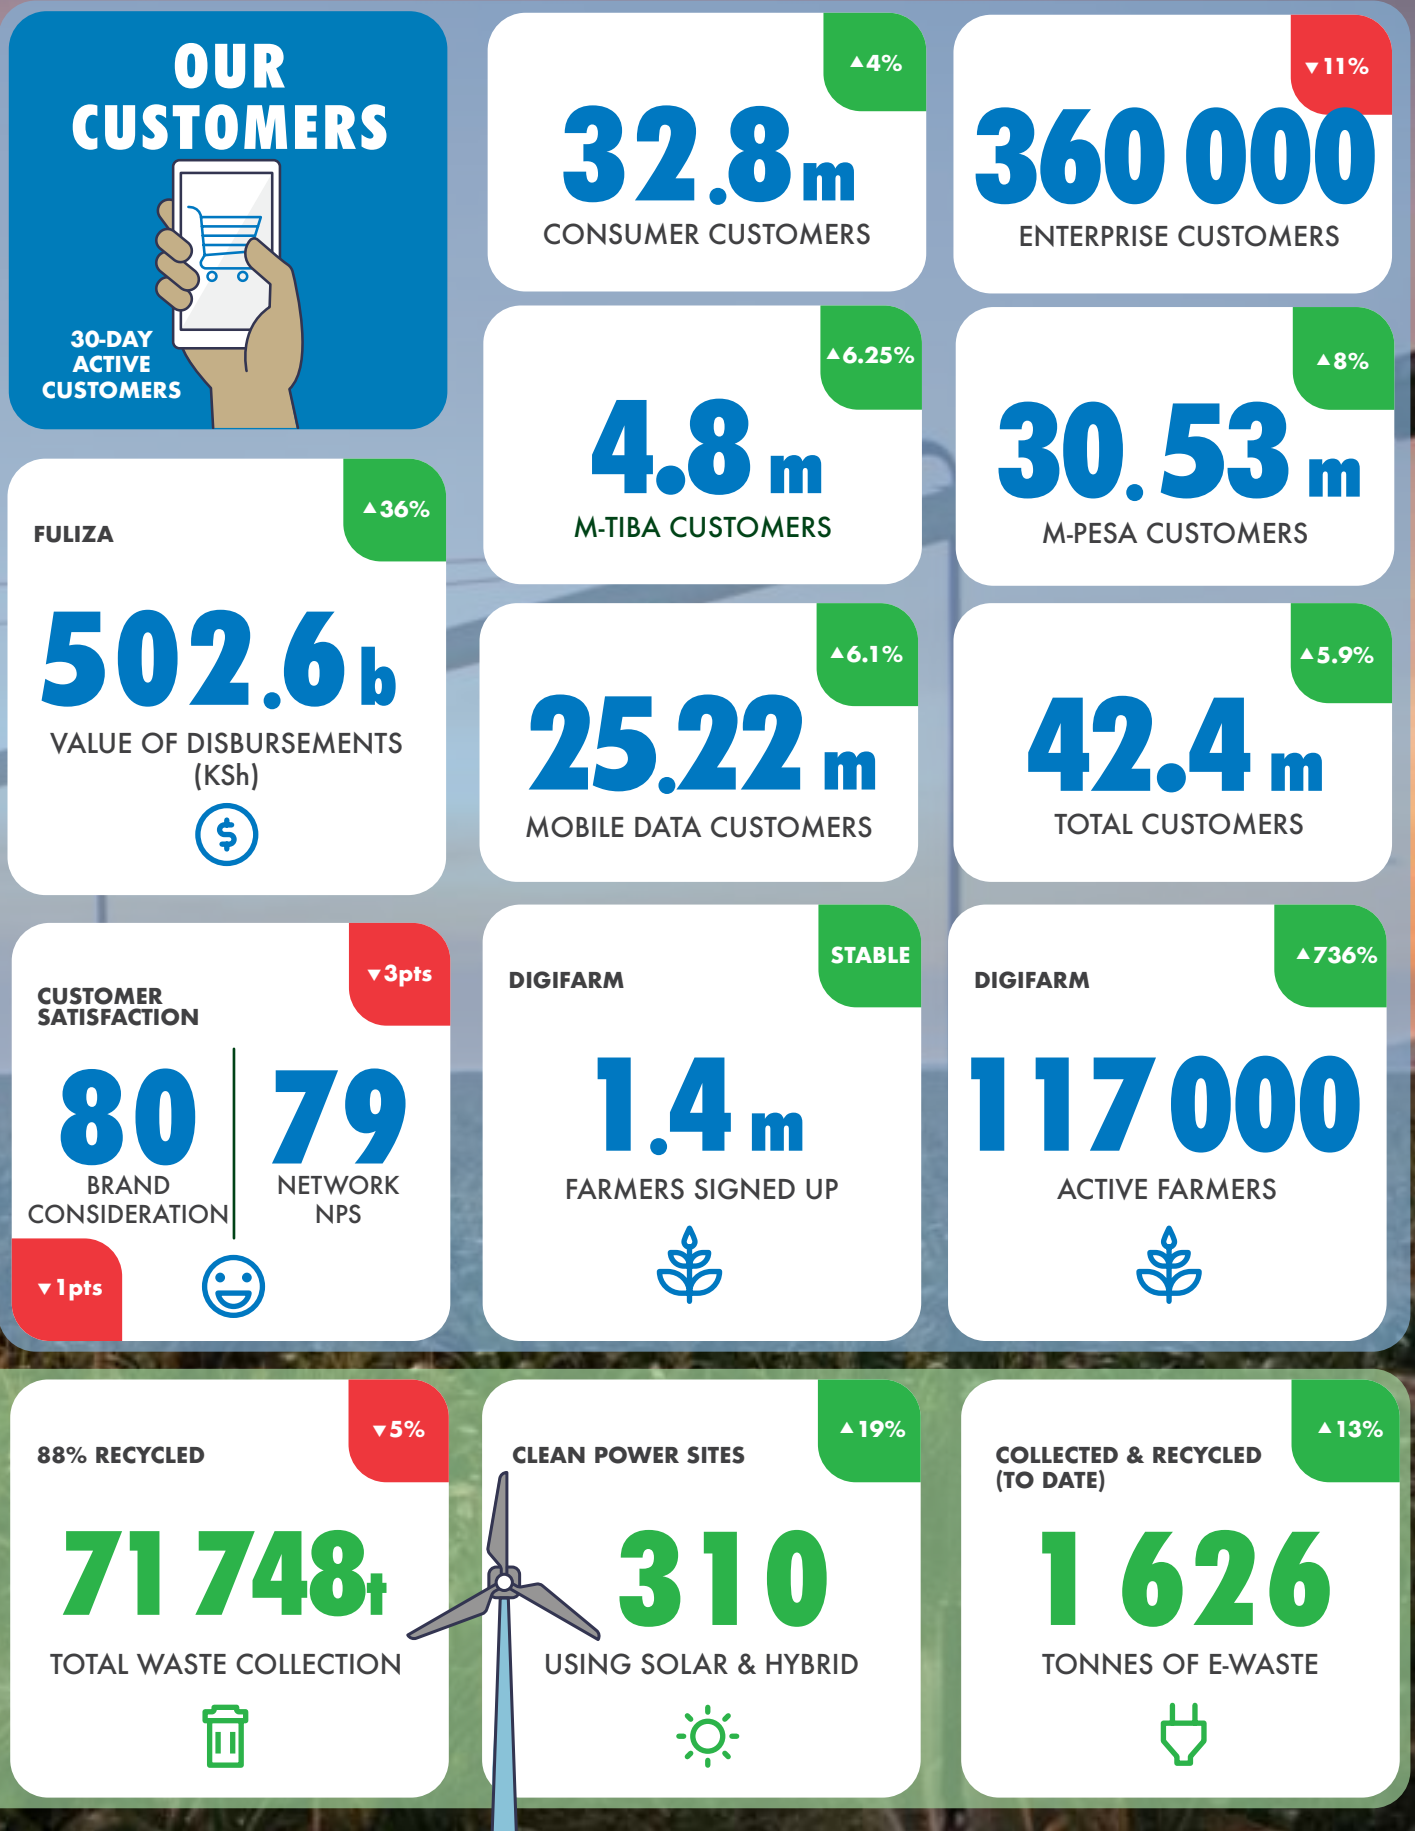 OUR
CUSTOMERS
30-DAY
ACTIVE
CUSTOMERS
▲4%
32.8m
CONSUMER CUSTOMERS
▼11%
360 000
ENTERPRISE CUSTOMERS
▲6.25%
4.8 m
M-TIBA CUSTOMERS
▲8%
30.53 m
M-PESA CUSTOMERS
▲36%
FULIZA
502.6 b
VALUE OF DISBURSEMENTS
(KSh)
$
▲6.1%
25.22 m
MOBILE DATA CUSTOMERS
▲5.9%
42.4 m
TOTAL CUSTOMERS
▼3pts
CUSTOMER
SATISFACTION
80
BRAND
CONSIDERATION
79
NETWORK
NPS
▼1pts
STABLE
DIGIFARM
1.4 m
FARMERS SIGNED UP
▲736%
DIGIFARM
117 000
ACTIVE FARMERS
▼5%
88% RECYCLED
71 748t
TOTAL WASTE COLLECTION
▲19%
CLEAN POWER SITES
310
USING SOLAR & HYBRID
▲13%
COLLECTED & RECYCLED
(TO DATE)
1 626
TONNES OF E-WASTE